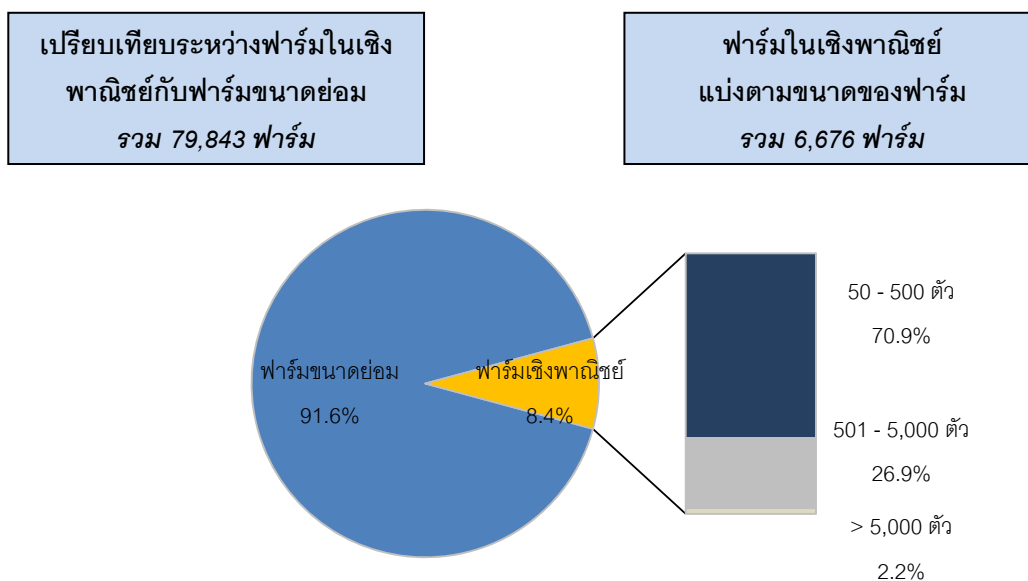 เปรียบเทียบระหว่างฟาร์มในเชิง
พาณิชย์กับฟาร์มขนาดย่อม
รวม 79,843 ฟาร์ม
ฟาร์มในเชิงพาณิชย์
แบ่งตามขนาดของฟาร์ม
รวม 6,676 ฟาร์ม
ฟาร์มขนาดย่อม
91.6%
ฟาร์มเชิงพาณิชย์
8.4%
50 - 500 ตัว
70.9%
501 - 5,000 ตัว
26.9%
> 5,000 ตัว
2.2%